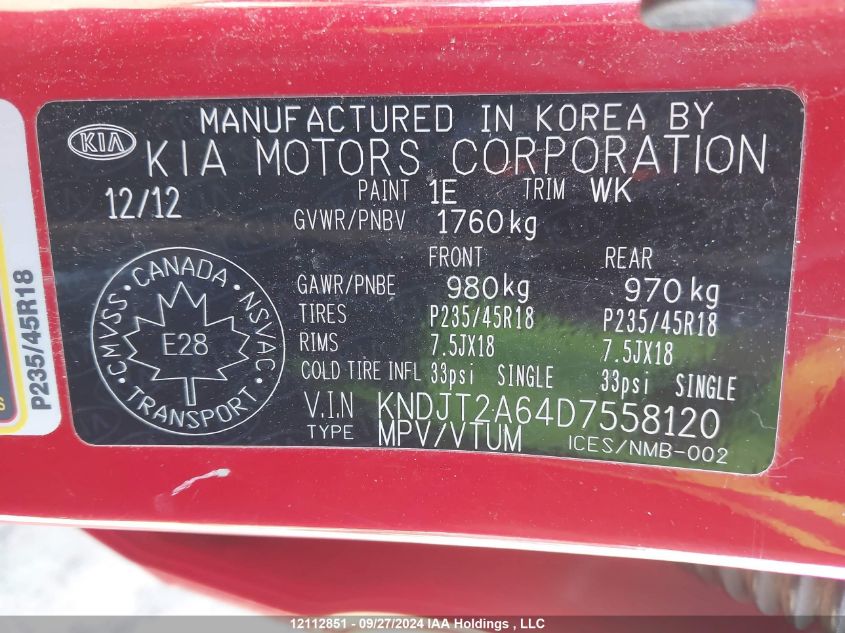 MANUFACTURED IN KOREA BY
KIA KIA MOTORS CORPORATION
12/12 PAINT 1E TRIM WK
GVWR/PNBV 1760kg
FRONT REAR
GAWR/PNBE 980kg 970kg
TIRES P235/45R18 P235/45R18
RIMS 7.5JX18 7.5JX18
COLD TIRE INFL 33psi SINGLE 33psi SINGLE
V.I.N KNDJT2A64D7558120
TYPE MPV/VTUM ICES/NMB-002
CANADA
CMVSS NSVAC
E28
TRANSPORT
P235/45R18
12112851 - 09/27/2024 IAA Holdings , LLC